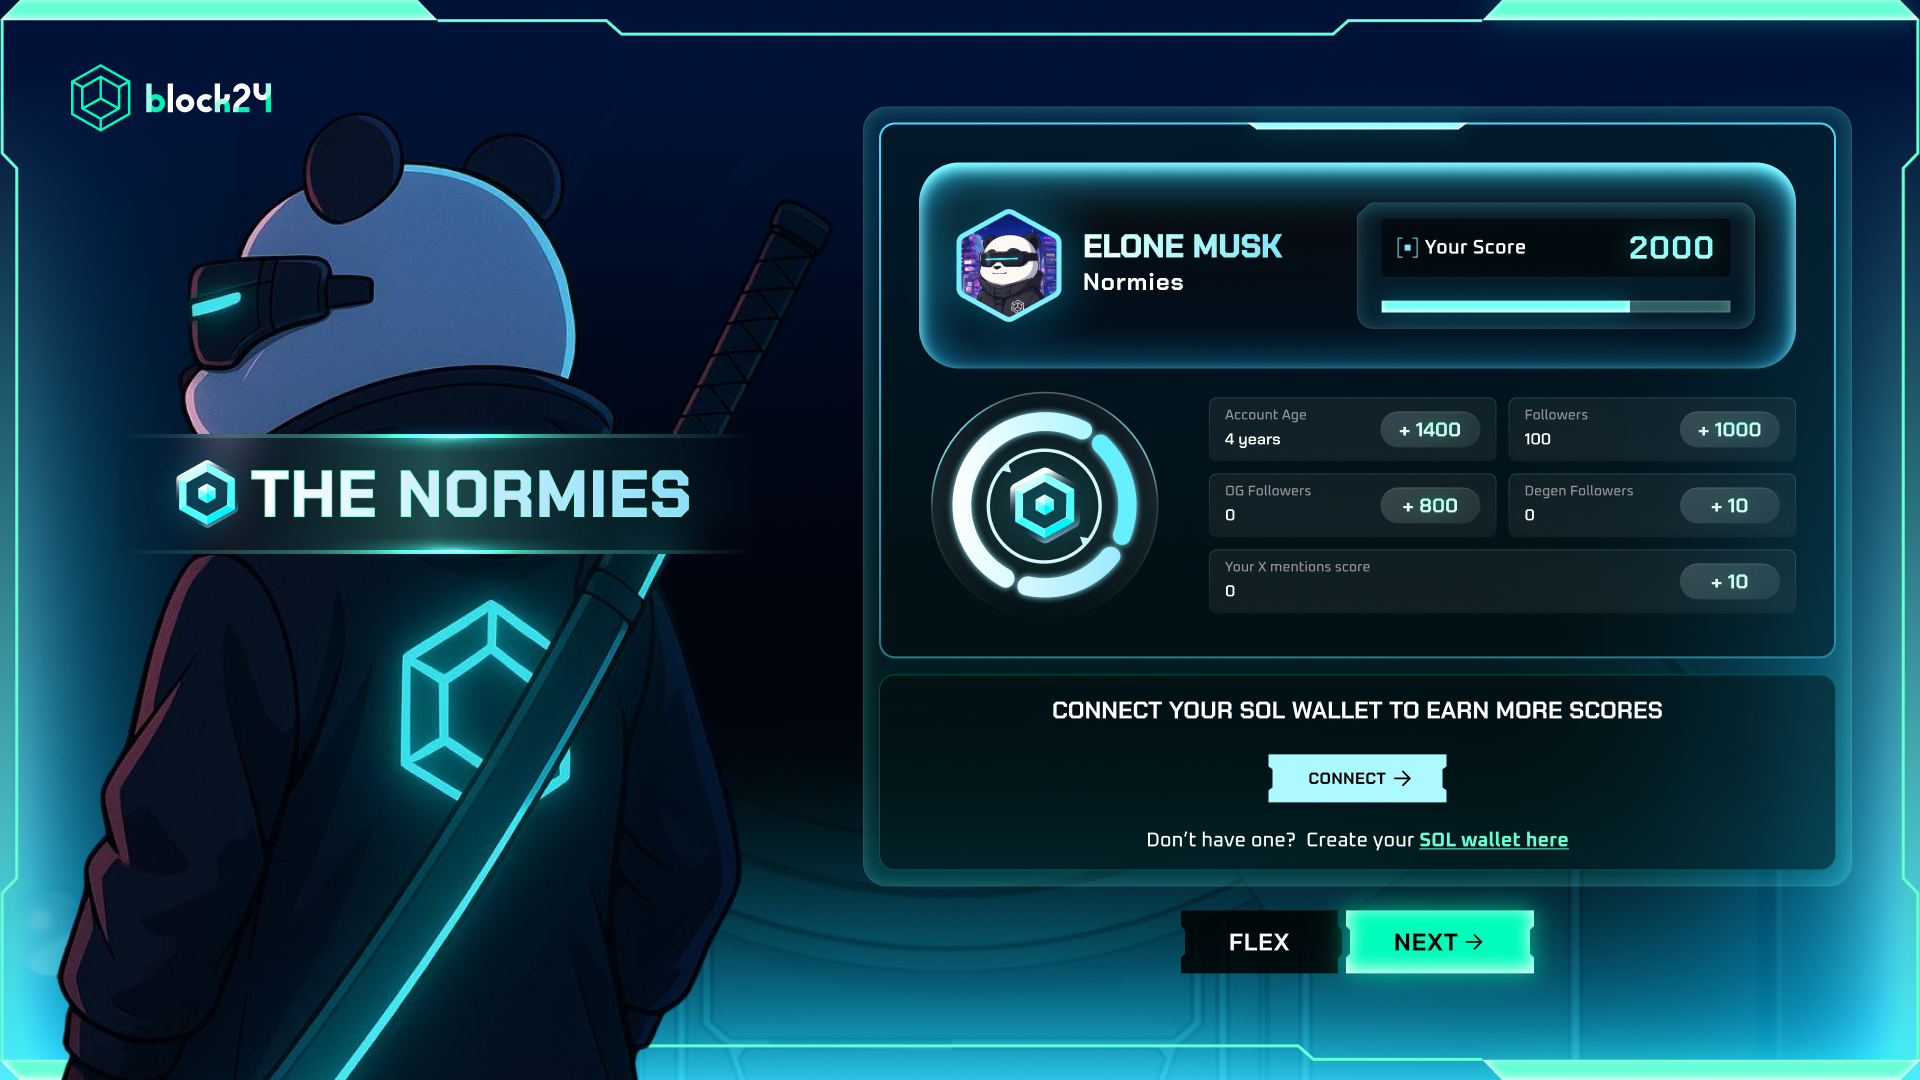 block24
THE NORMIES
ELONE MUSK
Normies
Your Score
2000
Account Age
4 years
+ 1400
Followers
100
+ 1000
OG Followers
0
+ 800
Degen Followers
0
+ 10
Your X mentions score
0
+ 10
CONNECT YOUR SOL WALLET TO EARN MORE SCORES
CONNECT →
Don't have one? Create your SOL wallet here
FLEX
NEXT →